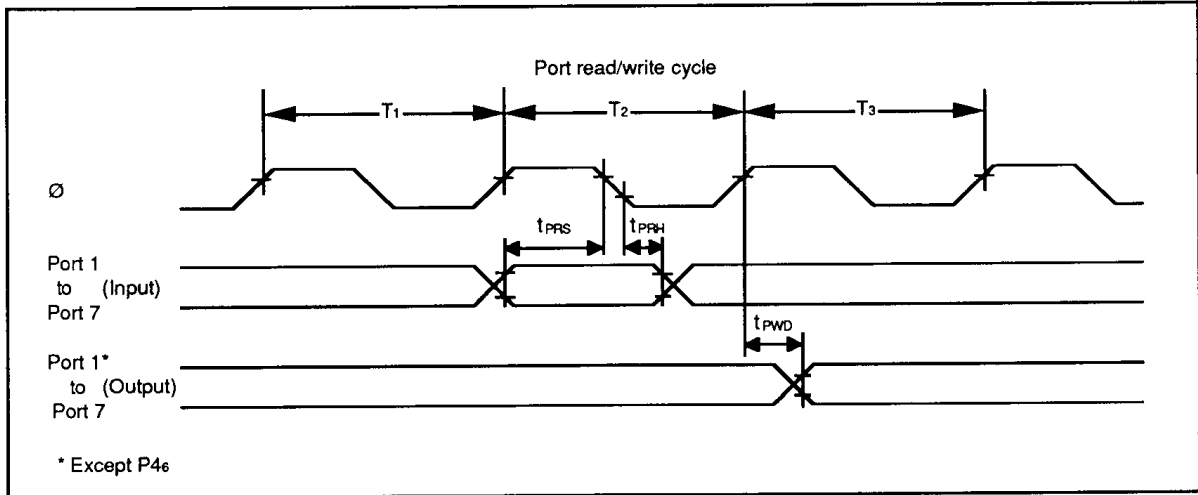 Port read/write cycle
T1 T2 T3
Ø
tPRS tPRH
Port 1
to (Input)
Port 7
tPWD
Port 1*
to (Output)
Port 7
* Except P46